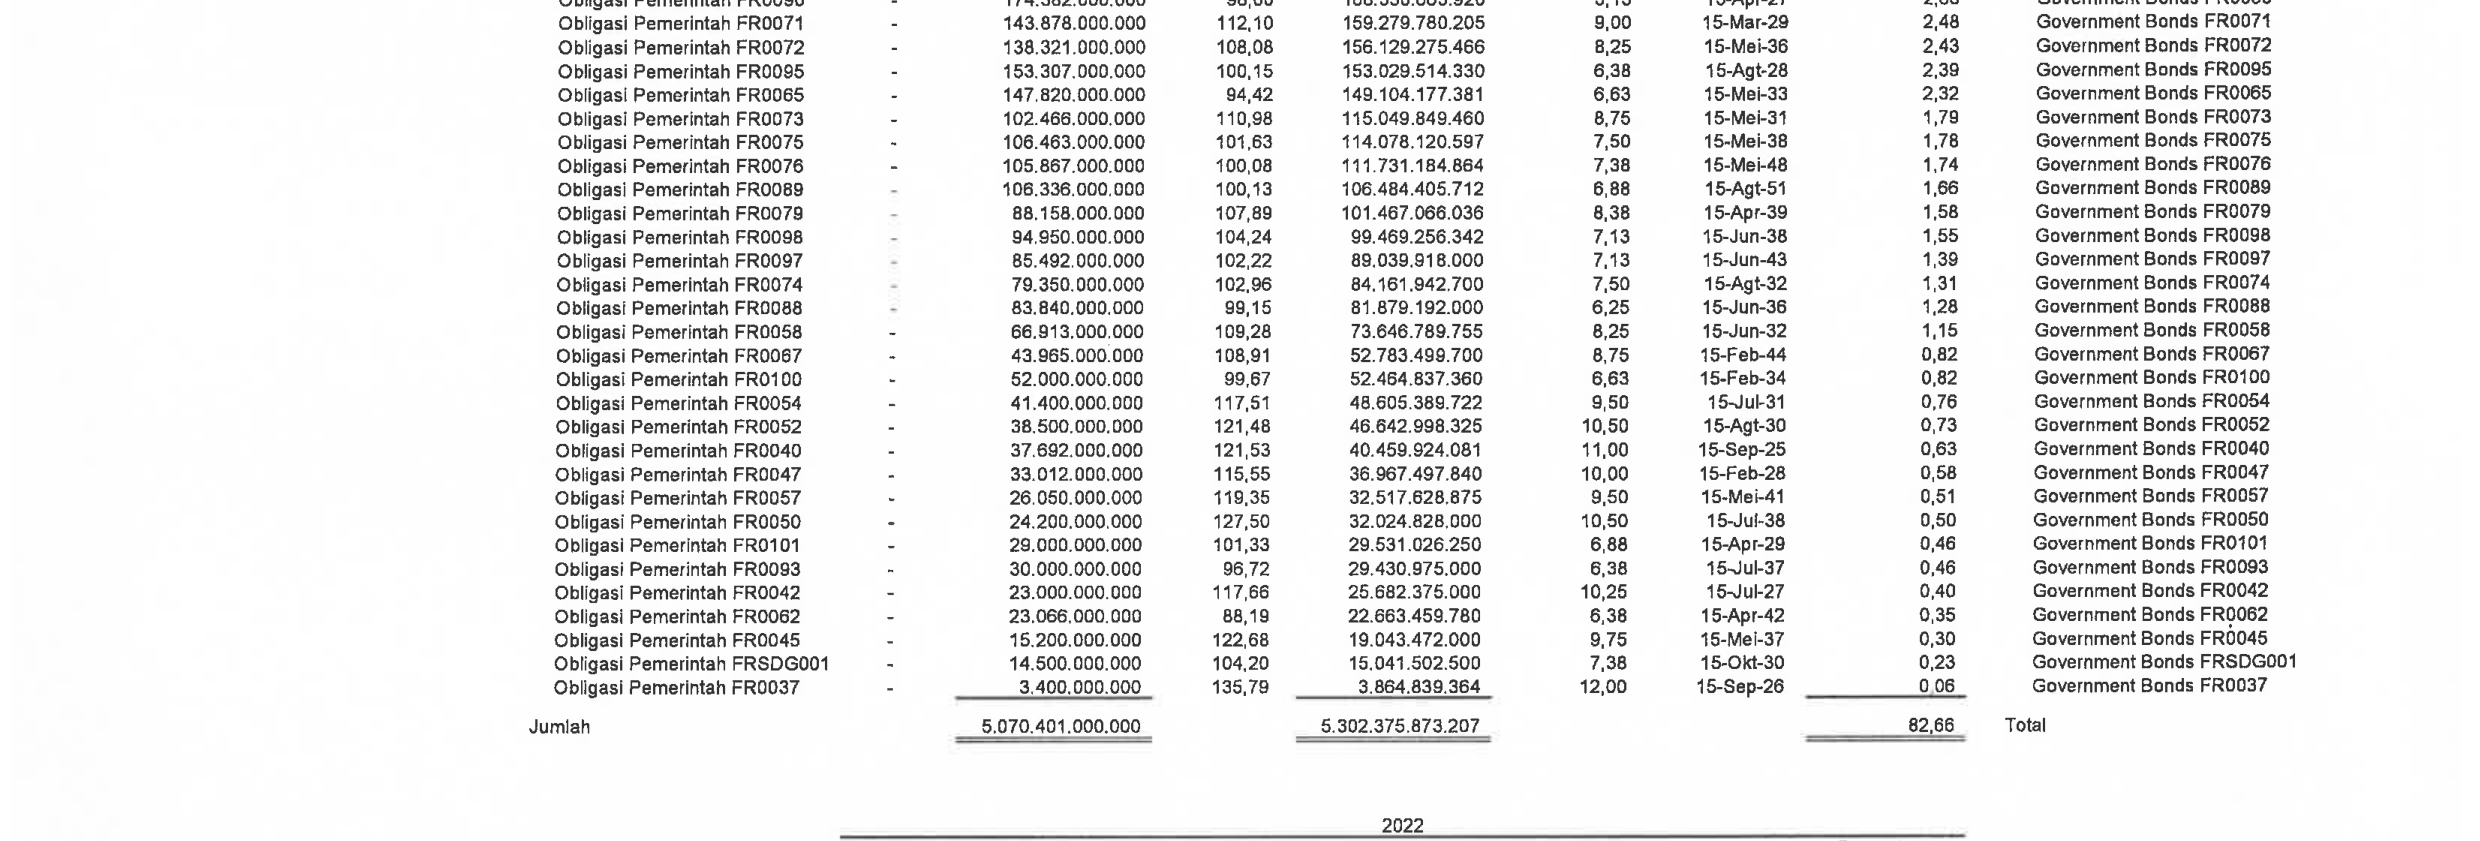 Obligasi Pemerintah FR0071 - 143.878.000.000 112,10 159.279.780.205 9,00 15-Mar-29 2,48 Government Bonds FR0071
Obligasi Pemerintah FR0072 - 138.321.000.000 108,08 156.129.275.466 8,25 15-Mei-36 2,43 Government Bonds FR0072
Obligasi Pemerintah FR0095 - 153.307.000.000 100,15 153.029.514.330 6,38 15-Agt-28 2,39 Government Bonds FR0095
Obligasi Pemerintah FR0065 - 147.820.000.000 94,42 149.104.177.381 6,63 15-Mei-33 2,32 Government Bonds FR0065
Obligasi Pemerintah FR0073 - 102.466.000.000 110,98 115.049.849.460 8,75 15-Mei-31 1,79 Government Bonds FR0073
Obligasi Pemerintah FR0075 - 106.463.000.000 101,63 114.078.120.597 7,50 15-Mei-38 1,78 Government Bonds FR0075
Obligasi Pemerintah FR0076 - 105.867.000.000 100,08 111.731.184.864 7,38 15-Mei-48 1,74 Government Bonds FR0076
Obligasi Pemerintah FR0089 - 106.336.000.000 100,13 106.484.405.712 6,88 15-Agt-51 1,66 Government Bonds FR0089
Obligasi Pemerintah FR0079 - 88.158.000.000 107,89 101.467.066.036 8,38 15-Apr-39 1,58 Government Bonds FR0079
Obligasi Pemerintah FR0098 - 94.950.000.000 104,24 99.469.256.342 7,13 15-Jun-38 1,55 Government Bonds FR0098
Obligasi Pemerintah FR0097 - 85.492.000.000 102,22 89.039.918.000 7,13 15-Jun-43 1,39 Government Bonds FR0097
Obligasi Pemerintah FR0074 - 79.350.000.000 102,96 84.161.942.700 7,50 15-Agt-32 1,31 Government Bonds FR0074
Obligasi Pemerintah FR0088 - 83.840.000.000 99,15 81.879.192.000 6,25 15-Jun-36 1,28 Government Bonds FR0088
Obligasi Pemerintah FR0058 - 66.913.000.000 109,28 73.646.789.755 8,25 15-Jun-32 1,15 Government Bonds FR0058
Obligasi Pemerintah FR0067 - 43.965.000.000 108,91 52.783.499.700 8,75 15-Feb-44 0,82 Government Bonds FR0067
Obligasi Pemerintah FR0100 - 52.000.000.000 99,67 52.464.837.360 6,63 15-Feb-34 0,82 Government Bonds FR0100
Obligasi Pemerintah FR0054 - 41.400.000.000 117,51 48.605.389.722 9,50 15-Jul-31 0,76 Government Bonds FR0054
Obligasi Pemerintah FR0052 - 38.500.000.000 121,48 46.642.998.325 10,50 15-Agt-30 0,73 Government Bonds FR0052
Obligasi Pemerintah FR0040 - 37.692.000.000 121,53 40.459.924.081 11,00 15-Sep-25 0,63 Government Bonds FR0040
Obligasi Pemerintah FR0047 - 33.012.000.000 115,55 36.967.497.840 10,00 15-Feb-28 0,58 Government Bonds FR0047
Obligasi Pemerintah FR0057 - 26.050.000.000 119,35 32.517.628.875 9,50 15-Mei-41 0,51 Government Bonds FR0057
Obligasi Pemerintah FR0050 - 24.200.000.000 127,50 32.024.828.000 10,50 15-Jul-38 0,50 Government Bonds FR0050
Obligasi Pemerintah FR0101 - 29.000.000.000 101,33 29.531.026.250 6,88 15-Apr-29 0,46 Government Bonds FR0101
Obligasi Pemerintah FR0093 - 30.000.000.000 96,72 29.430.975.000 6,38 15-Jul-37 0,46 Government Bonds FR0093
Obligasi Pemerintah FR0042 - 23.000.000.000 117,66 25.682.375.000 10,25 15-Jul-27 0,40 Government Bonds FR0042
Obligasi Pemerintah FR0062 - 23.066.000.000 88,19 22.663.459.780 6,38 15-Apr-42 0,35 Government Bonds FR0062
Obligasi Pemerintah FR0045 - 15.200.000.000 122,68 19.043.472.000 9,75 15-Mei-37 0,30 Government Bonds FR0045
Obligasi Pemerintah FRSDG001 - 14.500.000.000 104,20 15.041.502.500 7,38 15-Okt-30 0,23 Government Bonds FRSDG001
Obligasi Pemerintah FR0037 - 3.400.000.000 135,79 3.864.839.364 12,00 15-Sep-26 0,06 Government Bonds FR0037
Jumlah 5.070.401.000.000 5.302.375.873.207 82,66 Total
2022